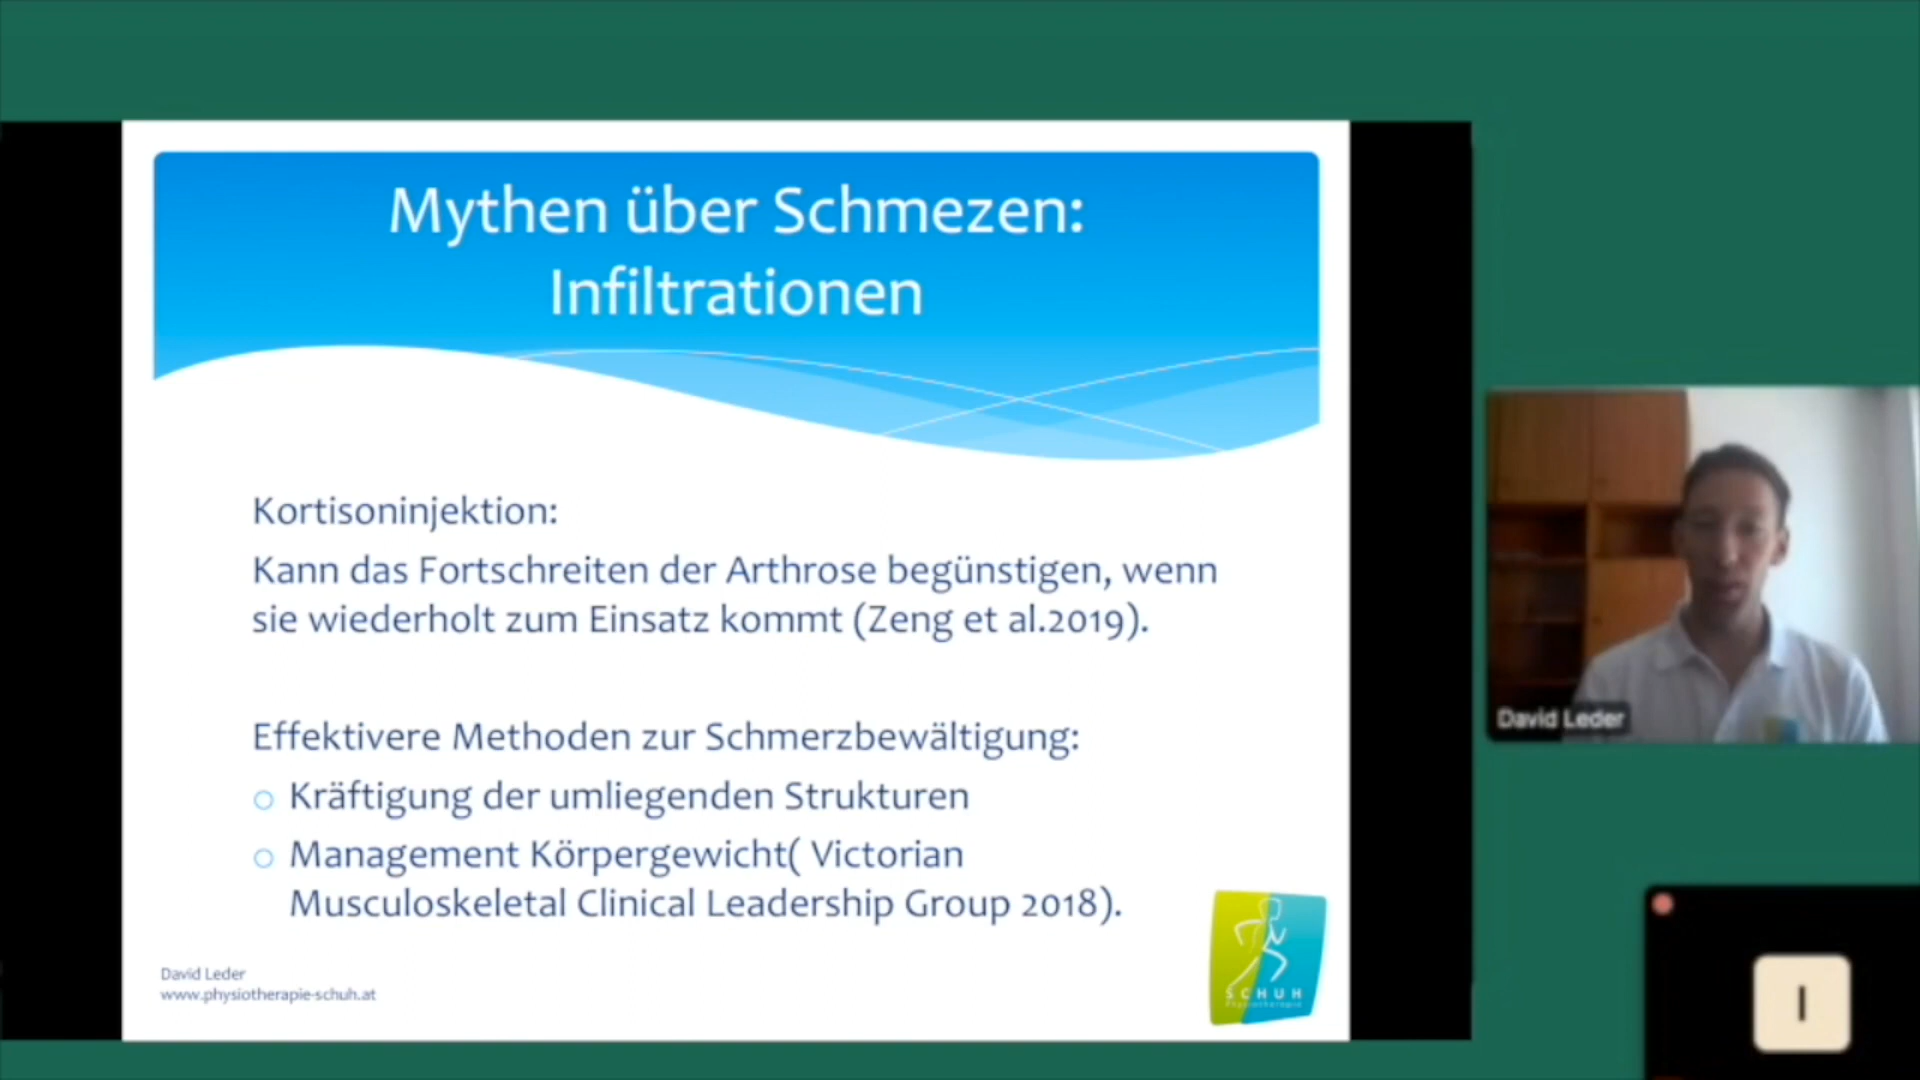 Mythen über Schmezen:
Infiltrationen
Kortisoninjektion:
Kann das Fortschreiten der Arthrose begünstigen, wenn
sie wiederholt zum Einsatz kommt (Zeng et al.2019).
Effektivere Methoden zur Schmerzbewältigung:
Kräftigung der umliegenden Strukturen
Management Körpergewicht( Victorian
Musculoskeletal Clinical Leadership Group 2018).
David Leder
www.physiotherapie-schuh.at
SCHUH
Physiotherapie
David Leder
I